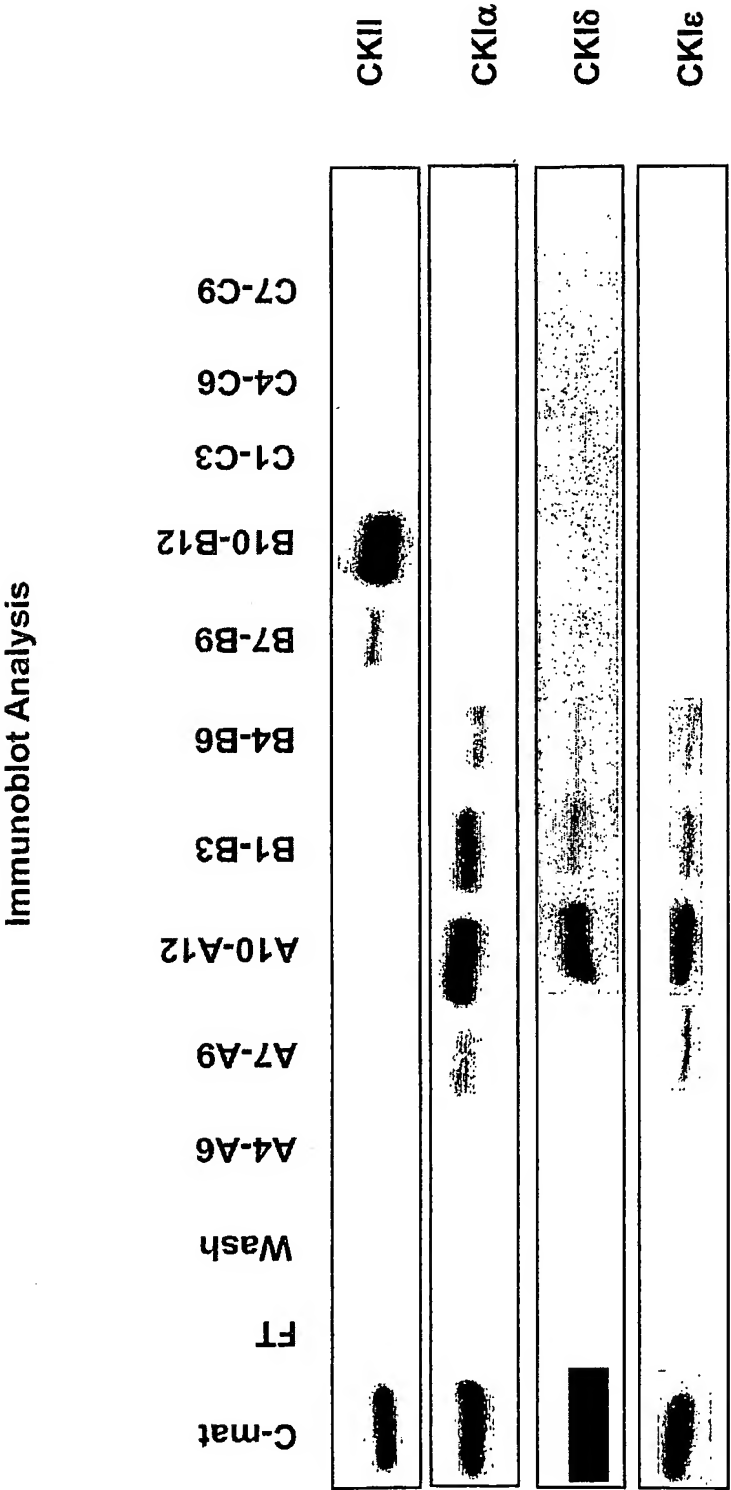 Immunoblot Analysis
C-mat
FT
Wash
A4-A6
A7-A9
A10-A12
B1-B3
B4-B6
B7-B9
B10-B12
C1-C3
C4-C6
C7-C9
CKII
CKIα
CKIδ
CKIε